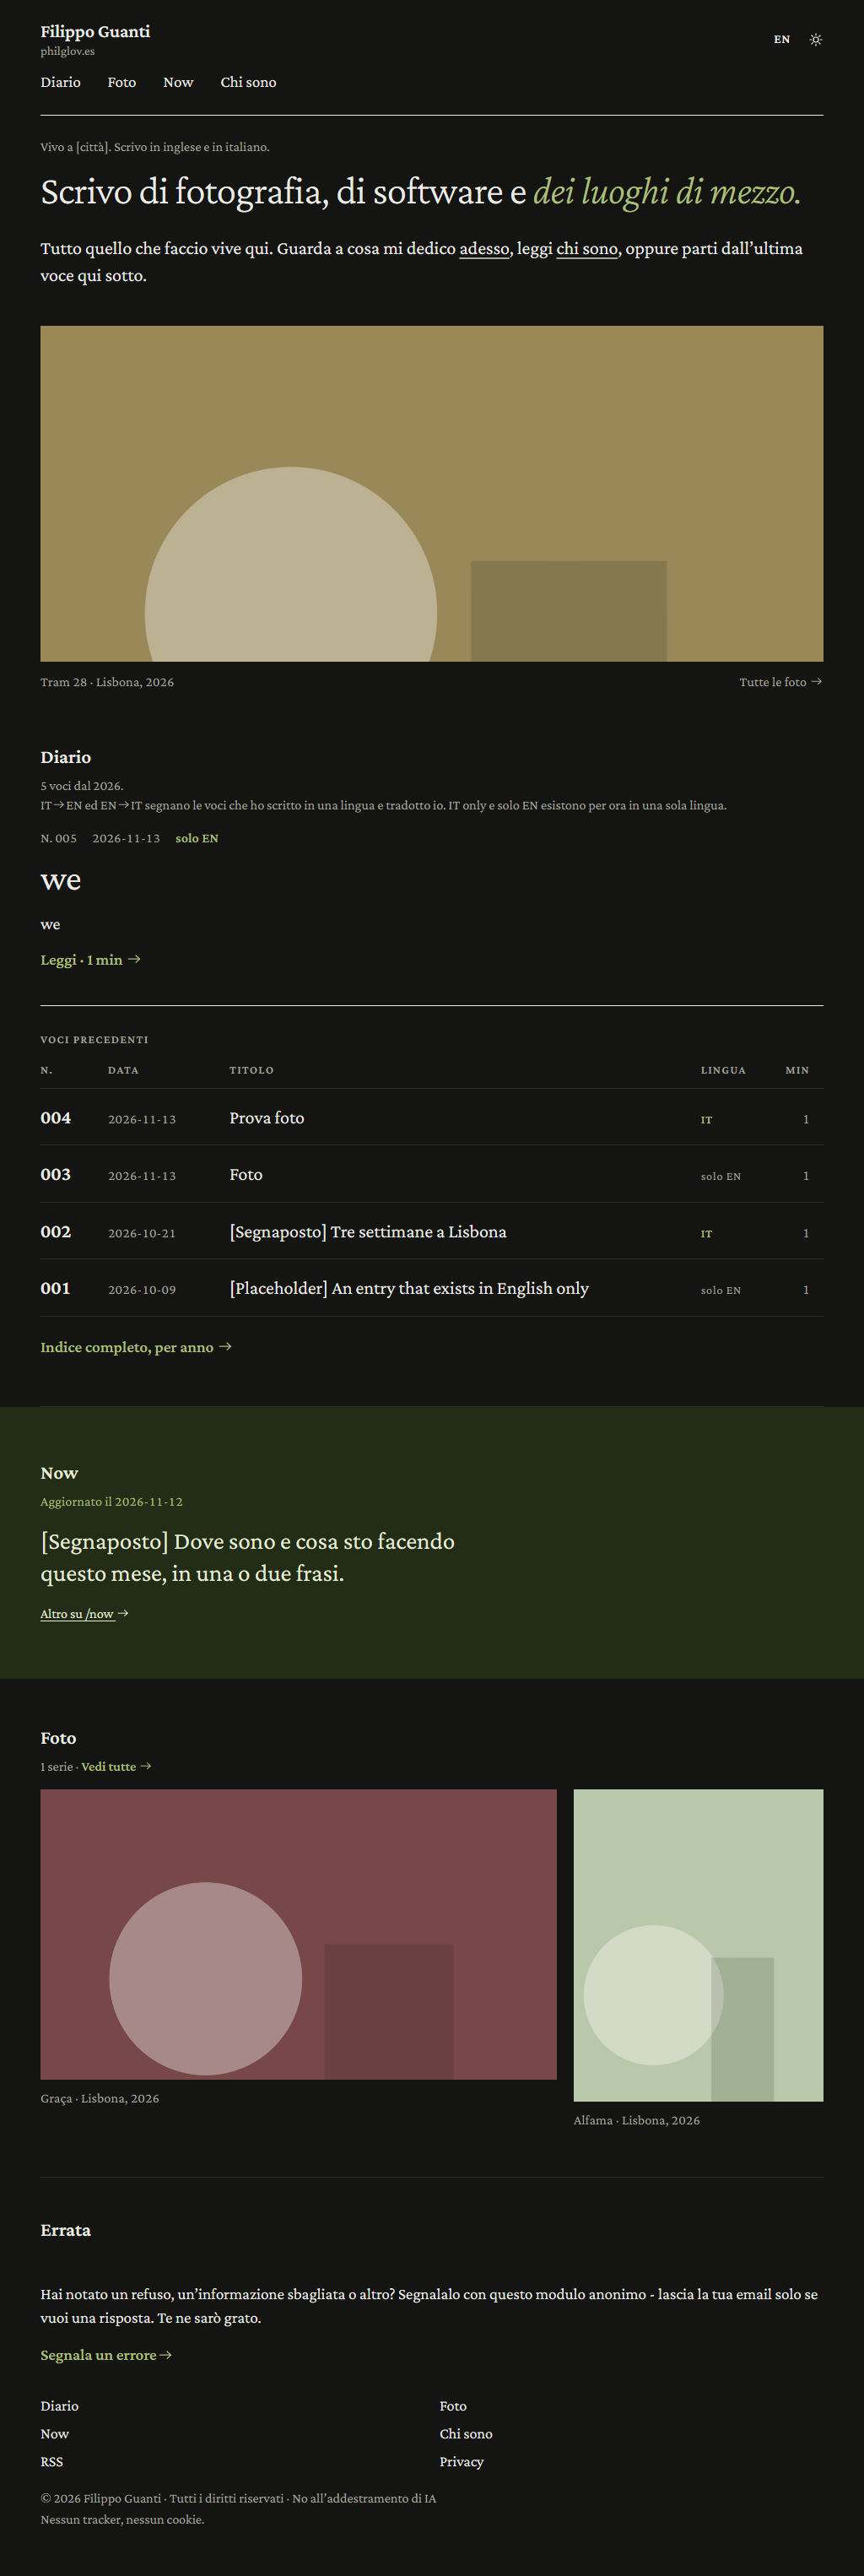 Filippo Guanti
philglov.es
EN
Diario Foto Now Chi sono
Vivo a [città]. Scrivo in inglese e in italiano.
Scrivo di fotografia, di software e dei luoghi di mezzo.
Tutto quello che faccio vive qui. Guarda a cosa mi dedico adesso, leggi chi sono, oppure parti dall’ultima
voce qui sotto.
Tram 28 · Lisbona, 2026
Tutte le foto →
Diario
5 voci dal 2026.
IT→EN ed EN→IT segnano le voci che ho scritto in una lingua e tradotto io. IT only e solo EN esistono per ora in una sola lingua.
N. 005 2026-11-13 solo EN
we
we
Leggi · 1 min →
VOCI PRECEDENTI
N. DATA TITOLO LINGUA MIN
004 2026-11-13 Prova foto IT 1
003 2026-11-13 Foto solo EN 1
002 2026-10-21 [Segnaposto] Tre settimane a Lisbona IT 1
001 2026-10-09 [Placeholder] An entry that exists in English only solo EN 1
Indice completo, per anno →
Now
Aggiornato il 2026-11-12
[Segnaposto] Dove sono e cosa sto facendo
questo mese, in una o due frasi.
Altro su /now →
Foto
1 serie · Vedi tutte →
Graça · Lisbona, 2026
Alfama · Lisbona, 2026
Errata
Hai notato un refuso, un’informazione sbagliata o altro? Segnalalo con questo modulo anonimo - lascia la tua email solo se
vuoi una risposta. Te ne sarò grato.
Segnala un errore→
Diario Foto
Now Chi sono
RSS Privacy
© 2026 Filippo Guanti · Tutti i diritti riservati · No all’addestramento di IA
Nessun tracker, nessun cookie.